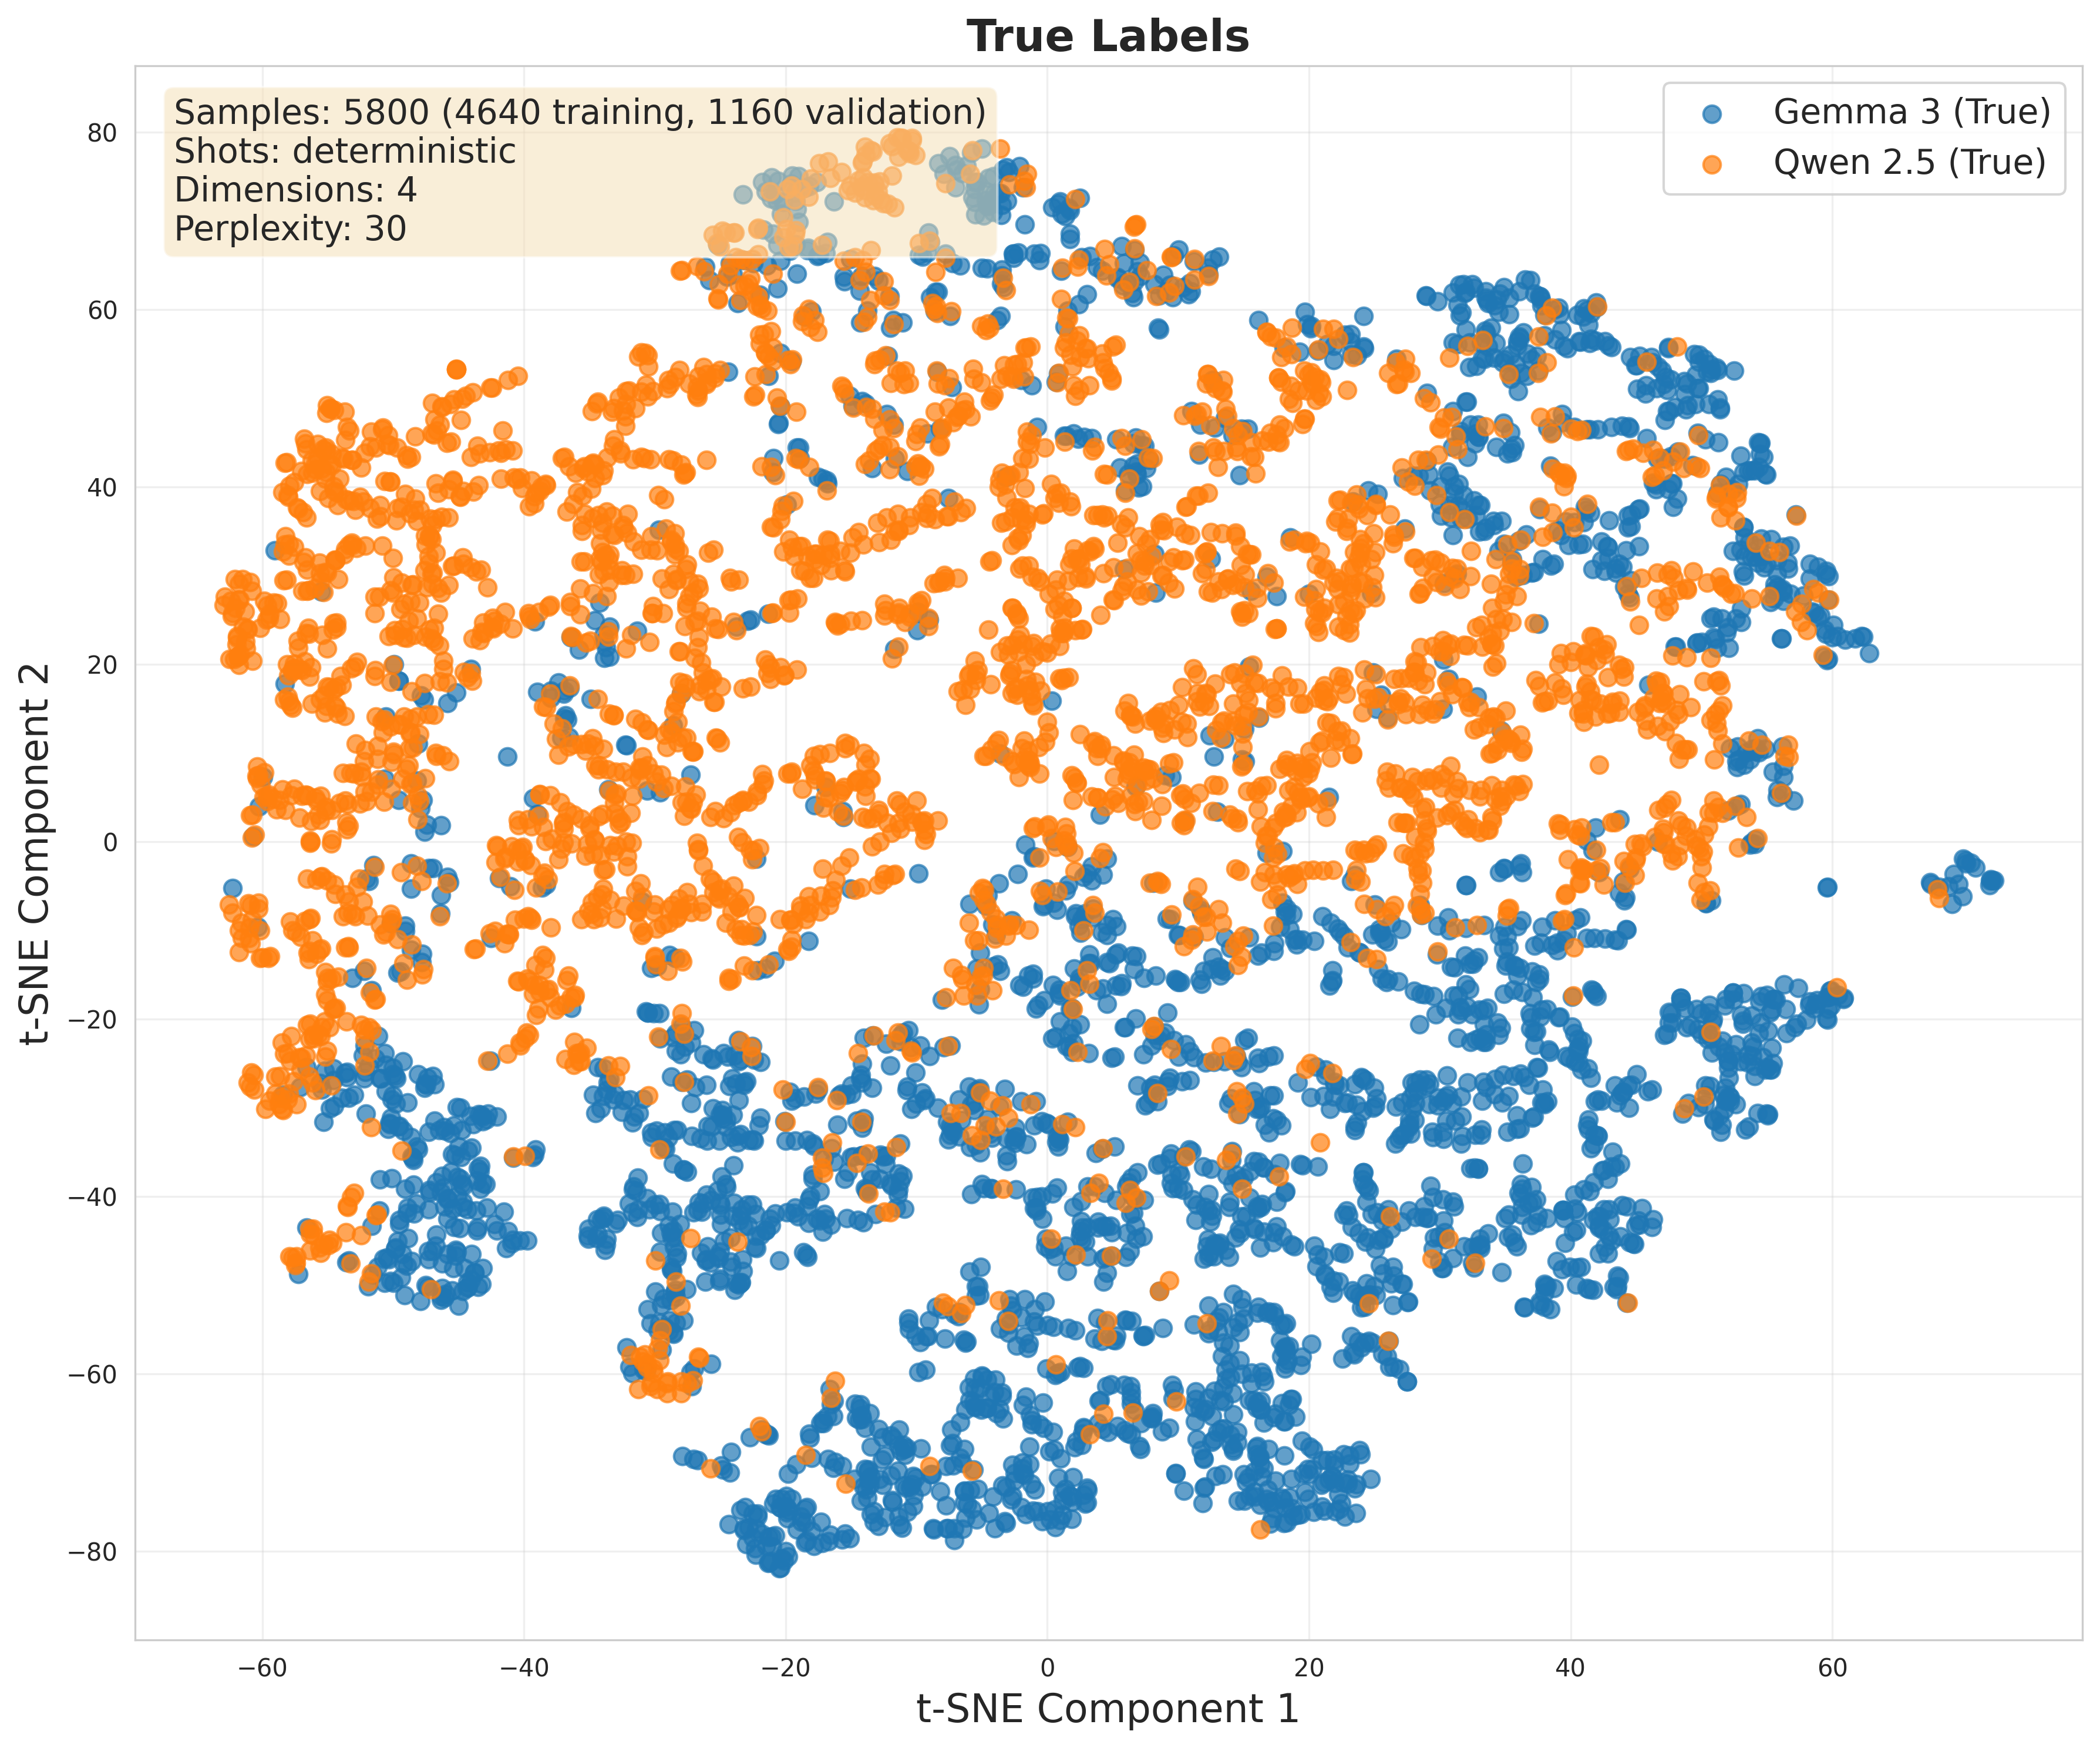 True Labels
Samples: 5800 (4640 training, 1160 validation)
Shots: deterministic
Dimensions: 4
Perplexity: 30
Gemma 3 (True)
Qwen 2.5 (True)
t-SNE Component 2
80
60
40
20
0
−20
−40
−60
−80
−60
−40
−20
0
20
40
60
t-SNE Component 1